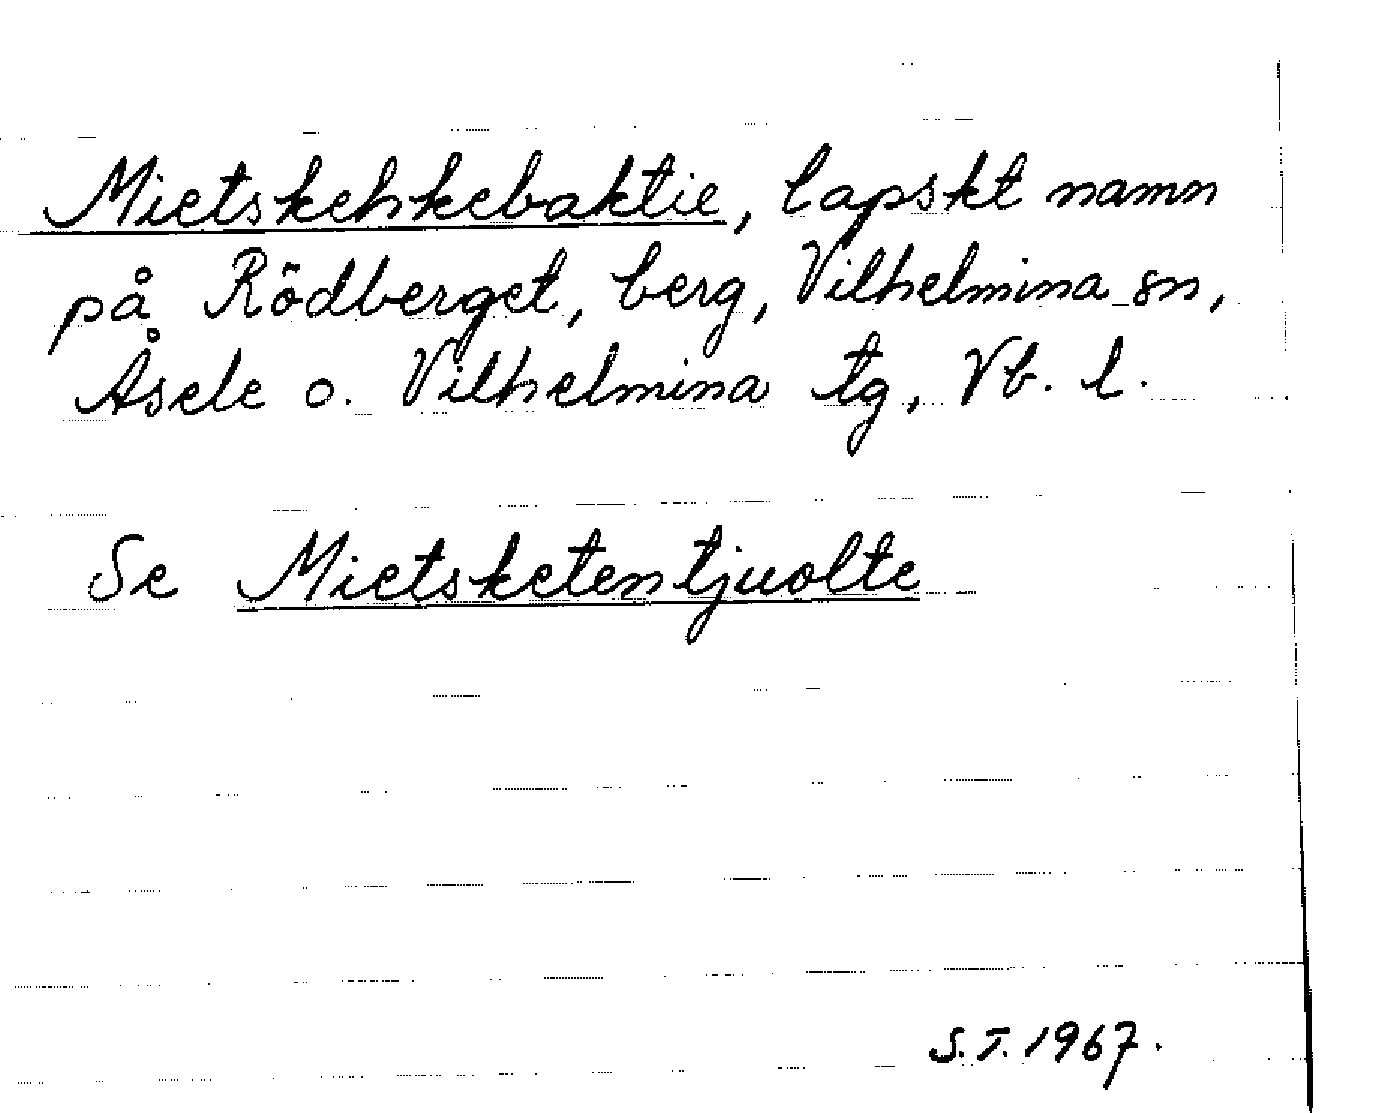 Mietskehkebaktie, lapskt namn
på Rödberget, berg, Vilhelmina sn,
Åsele o. Vilhelmina tg, Vb. l.
Se Mietsketentjuolte
S.T. 1967.